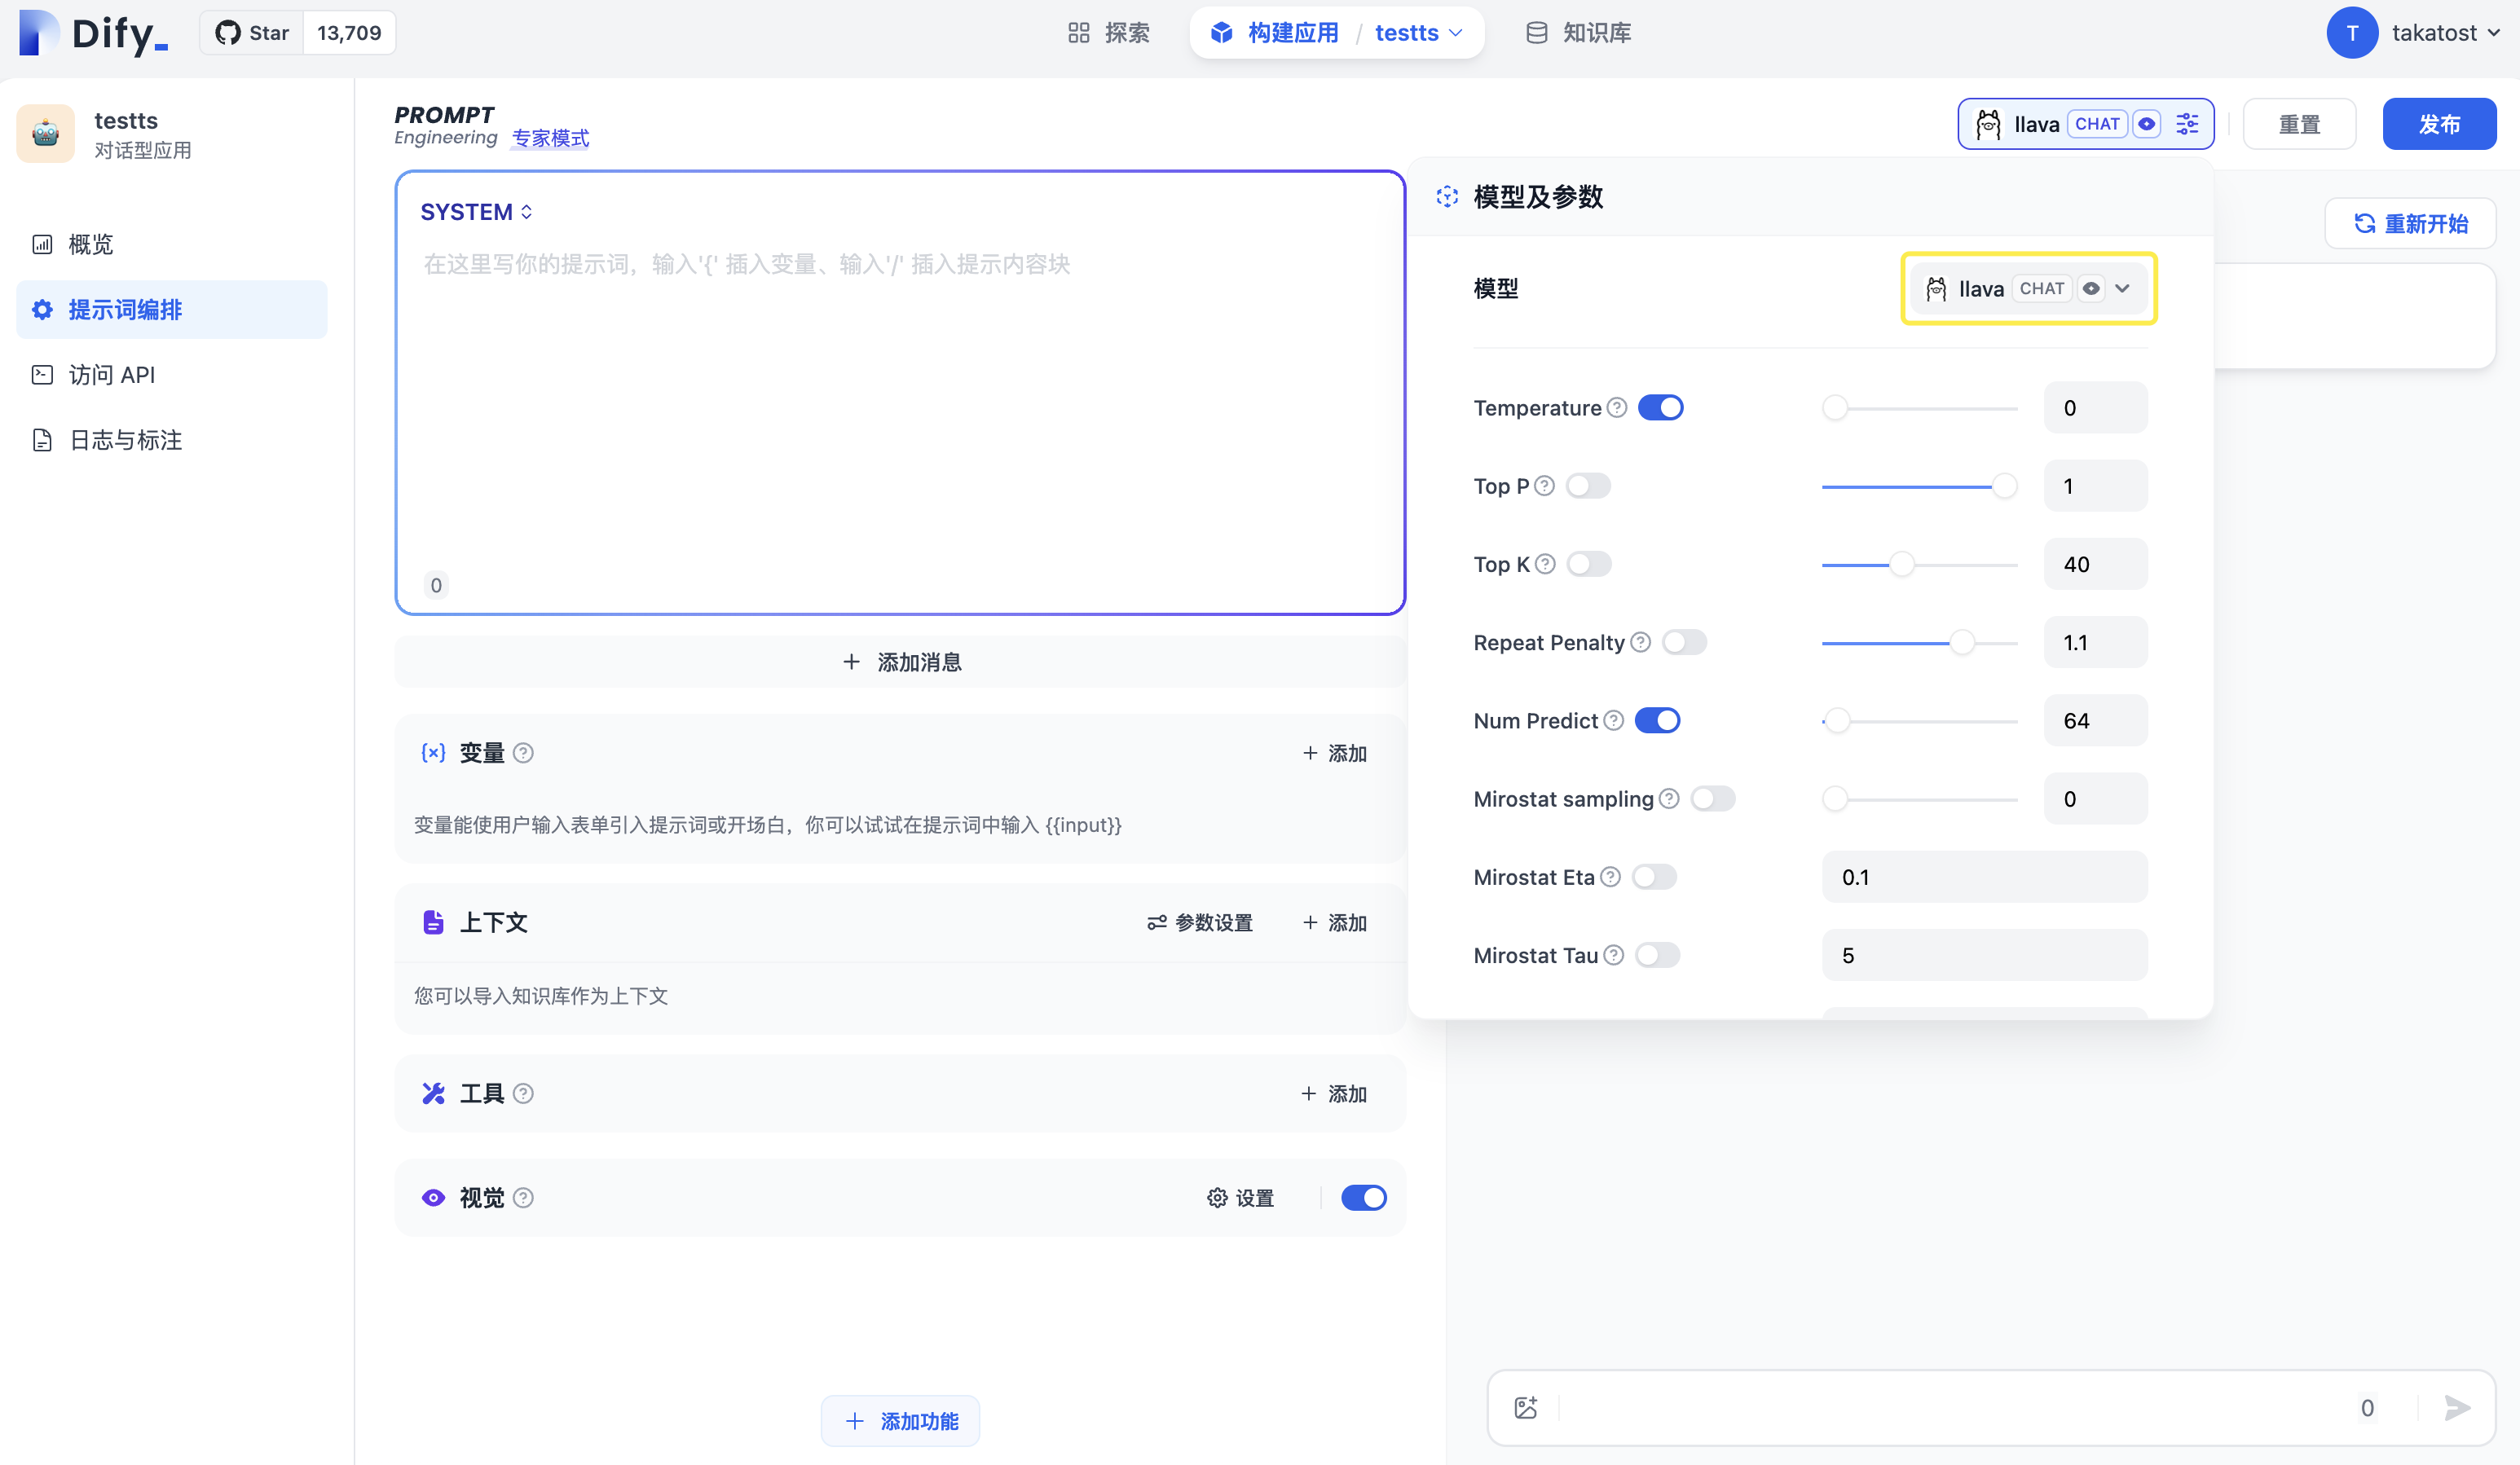 Dify_
Star 13,709
探索
构建应用 / testts
知识库
T takatost
testts
对话型应用
概览
提示词编排
访问 API
日志与标注
PROMPT
Engineering 专家模式
llava CHAT
重置
发布
SYSTEM
在这里写你的提示词，输入'{' 插入变量、输入'/' 插入提示内容块
0
+ 添加消息
{x} 变量
+ 添加
变量能使用户输入表单引入提示词或开场白，你可以试试在提示词中输入 {{input}}
上下文
参数设置
+ 添加
您可以导入知识库作为上下文
工具
+ 添加
视觉
设置
+ 添加功能
模型及参数
模型
llava CHAT
Temperature 0
Top P 1
Top K 40
Repeat Penalty 1.1
Num Predict 64
Mirostat sampling 0
Mirostat Eta 0.1
Mirostat Tau 5
重新开始
0